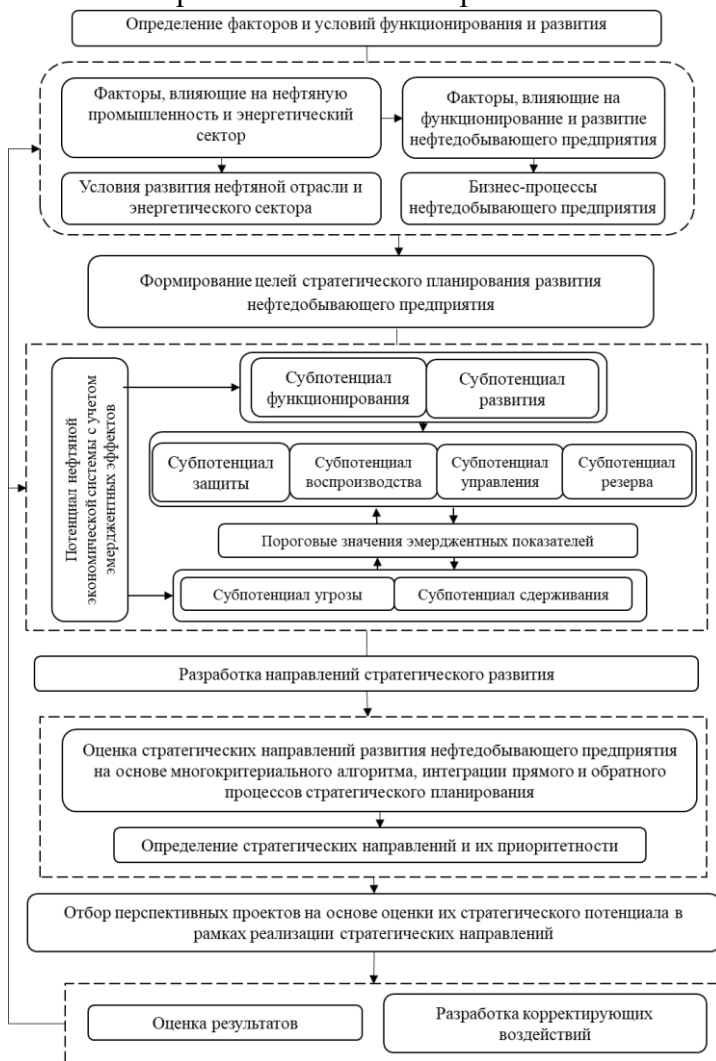 Определение факторов и условий функционирования и развития
Факторы, влияющие на нефтяную
промышленность и энергетический
сектор
Факторы, влияющие на
функционирование и развитие
нефтедобывающего предприятия
Условия развития нефтяной отрасли и
энергетического сектора
Бизнес-процессы
нефтедобывающего предприятия
Формирование целей стратегического планирования развития
нефтедобывающего предприятия
Потенциал нефтяной
экономической системы с учетом
эмерджентных эффектов
Субпотенциал
функционирования
Субпотенциал
развития
Субпотенциал
защиты
Субпотенциал
воспроизводства
Субпотенциал
управления
Субпотенциал
резерва
Пороговые значения эмерджентных показателей
Субпотенциал угрозы
Субпотенциал сдерживания
Разработка направлений стратегического развития
Оценка стратегических направлений развития нефтедобывающего предприятия
на основе многокритериального алгоритма, интеграции прямого и обратного
процессов стратегического планирования
Определение стратегических направлений и их приоритетности
Отбор перспективных проектов на основе оценки их стратегического потенциала в
рамках реализации стратегических направлений
Оценка результатов
Разработка корректирующих
воздействий